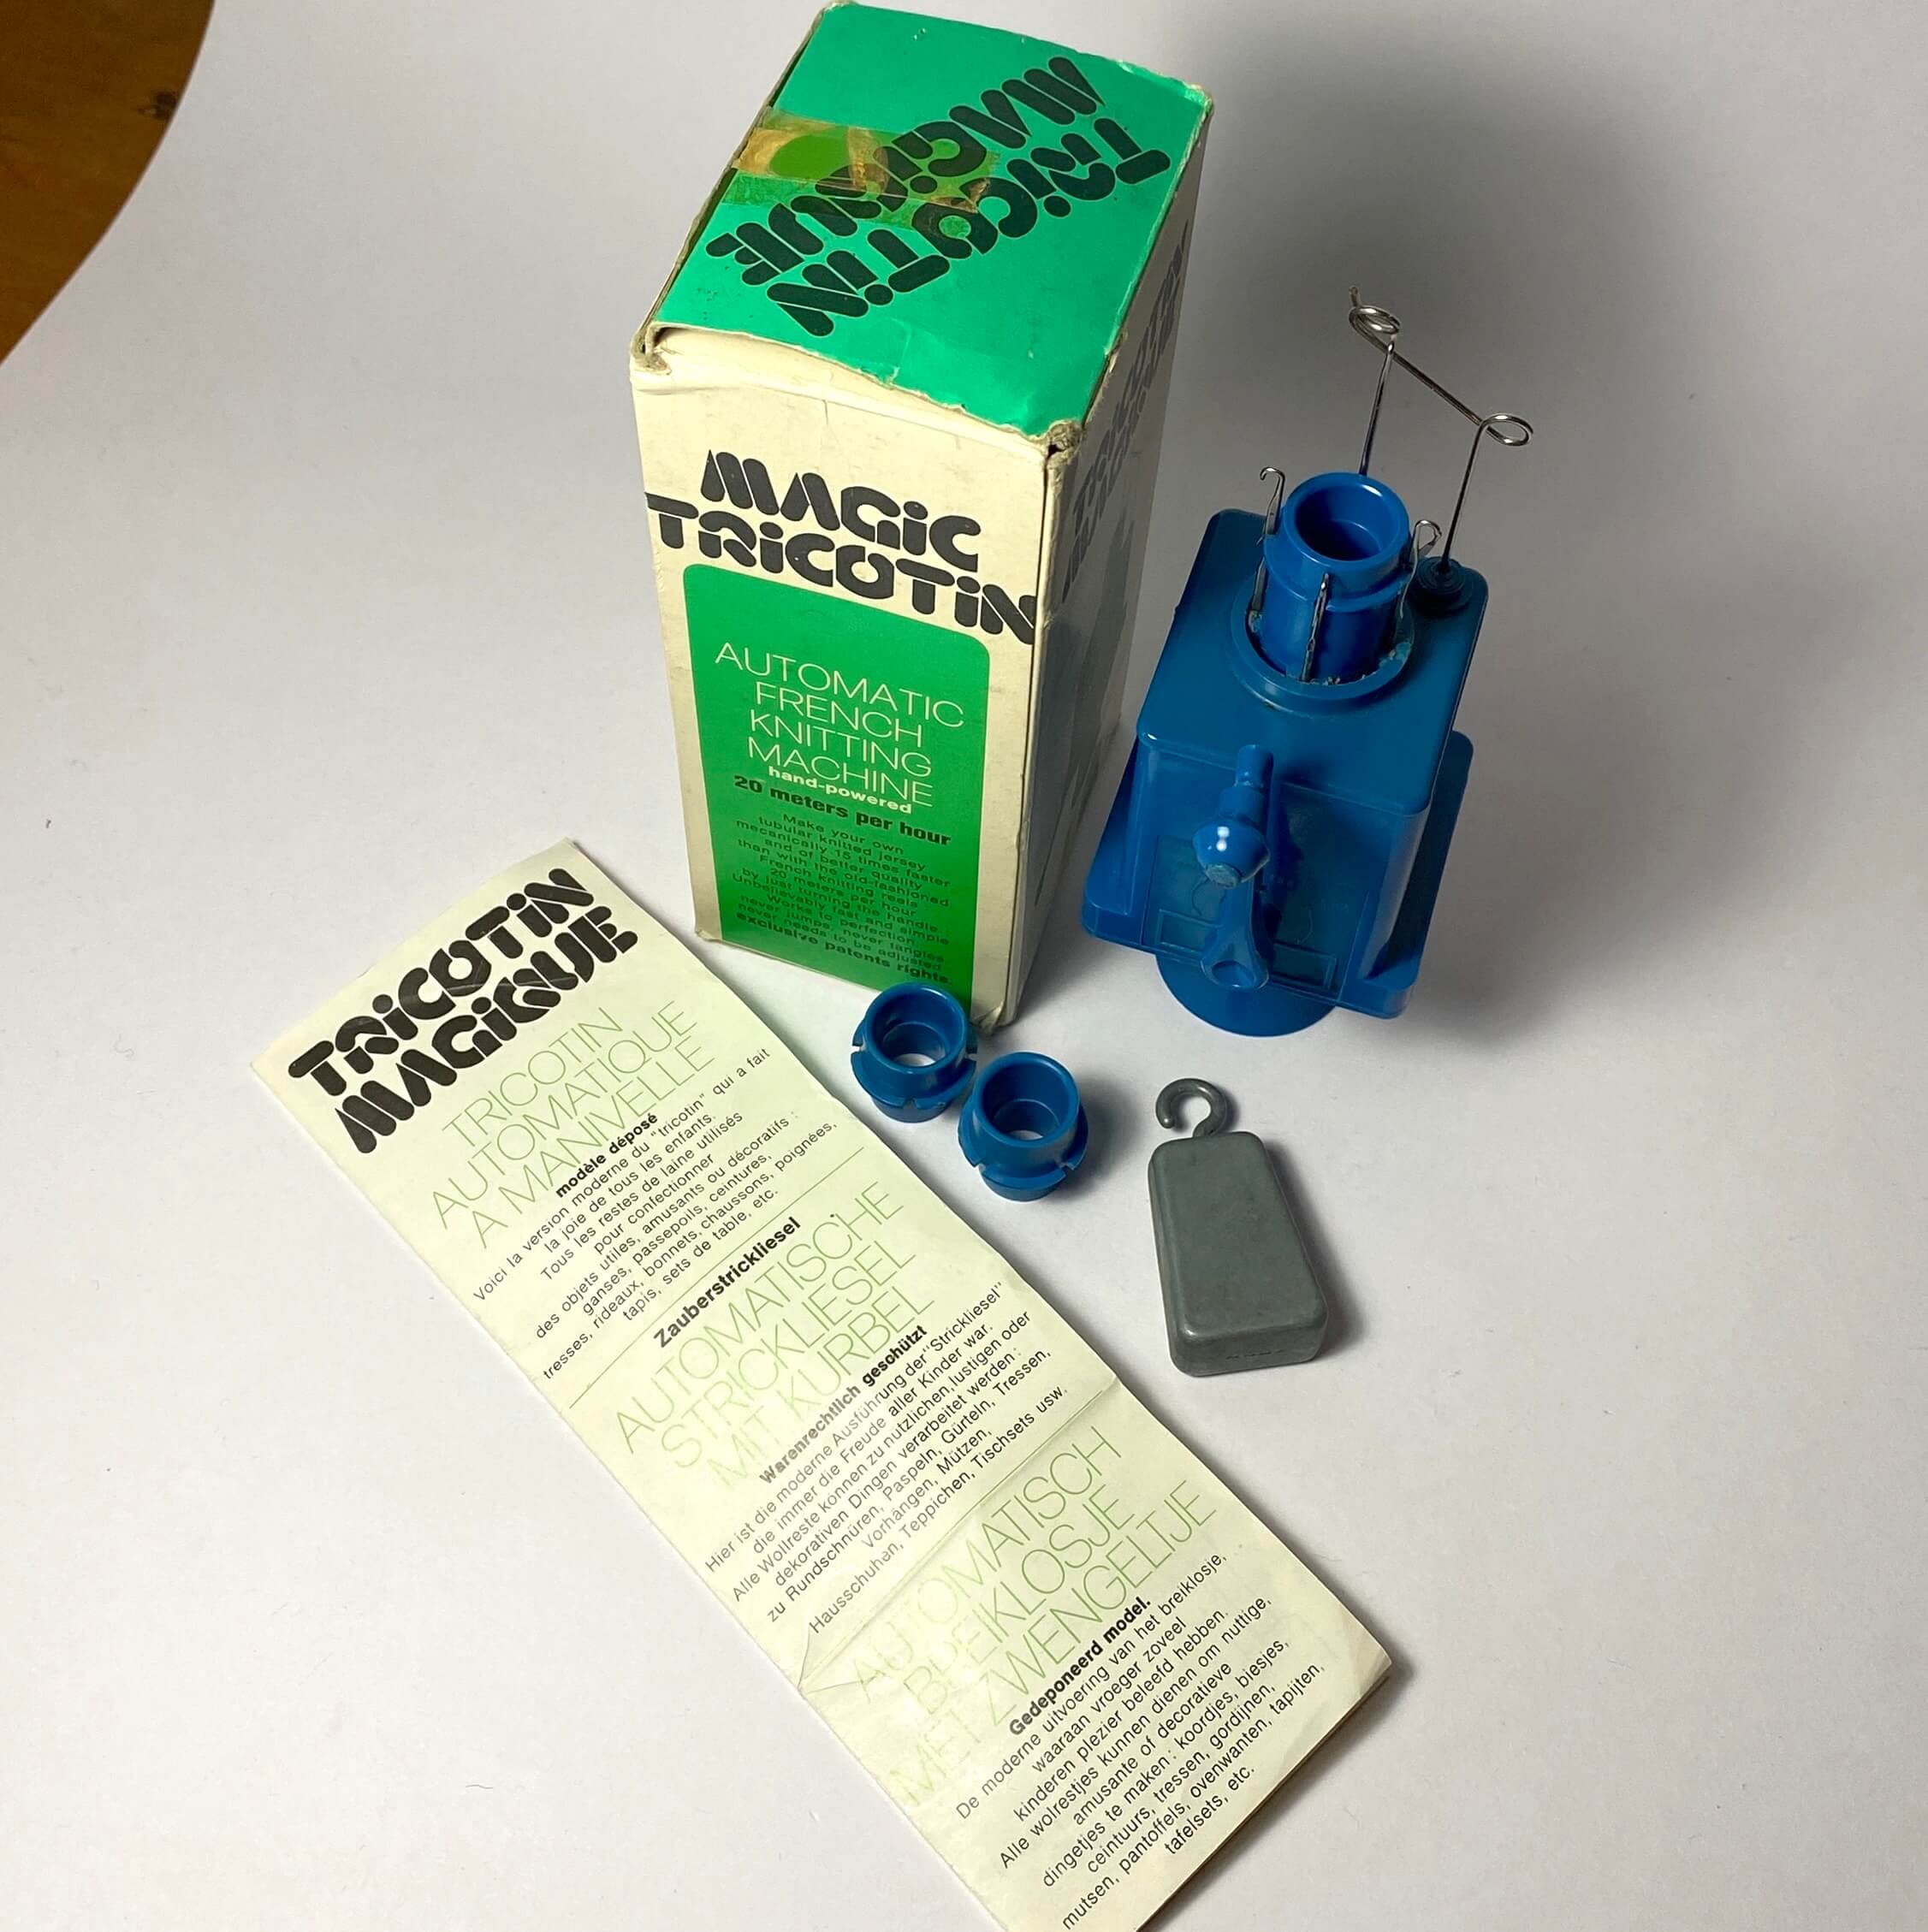 TRICOTIN
MAGIQUE
MAGIC
TRICOTIN
AUTOMATIC
FRENCH
KNITTING
MACHINE
hand-powered
20 meters per hour
Make your own
tubular knitted jersey
mecanically 15 times faster
and of better quality
than with the old-fashioned
French knitting reels
20 meters per hour
by just turning the handle
Unbelievably fast and simple
Works to perfection
never jumps, never tangles
never needs to be adjusted
exclusive patents rights
TRICOTIN
MAGIQUE
TRICOTIN
AUTOMATIQUE
A MANIVELLE
modèle déposé
Voici la version moderne du "tricotin" qui a fait
la joie de tous les enfants.
Tous les restes de laine utilisés
pour confectionner
des objets utiles, amusants ou décoratifs :
ganses, passepoils, ceintures,
tresses, rideaux, bonnets, chaussons, poignées,
tapis, sets de table, etc.
Zauberstrickliesel
AUTOMATISCHE
STRICKLIESEL
MIT KURBEL
Warenrechtlich geschützt
Hier ist die moderne Ausführung der "Strickliesel"
die immer die Freude aller Kinder war.
Alle Wollreste können zu nutzlichen, lustigen oder
dekorativen Dingen verarbeitet werden :
zu Rundschnüren, Paspeln, Gürteln, Tressen,
Vorhängen, Mützen,
Hausschuhen, Teppichen, Tischsets usw.
AUTOMATISCH
BREIKLOSJE
MET ZWENGELTJE
Gedeponeerd model.
De moderne uitvoering van het breiklosje,
waaraan vroeger zoveel
kinderen plezier beleefd hebben.
Alle wolrestjes kunnen dienen om nuttige,
amusante of decoratieve
dingetjes te maken : koordjes, biesjes,
ceintuurs, tressen, gordijnen,
mutsen, pantoffels, ovenwanten, tapijten,
tafelsets, etc.